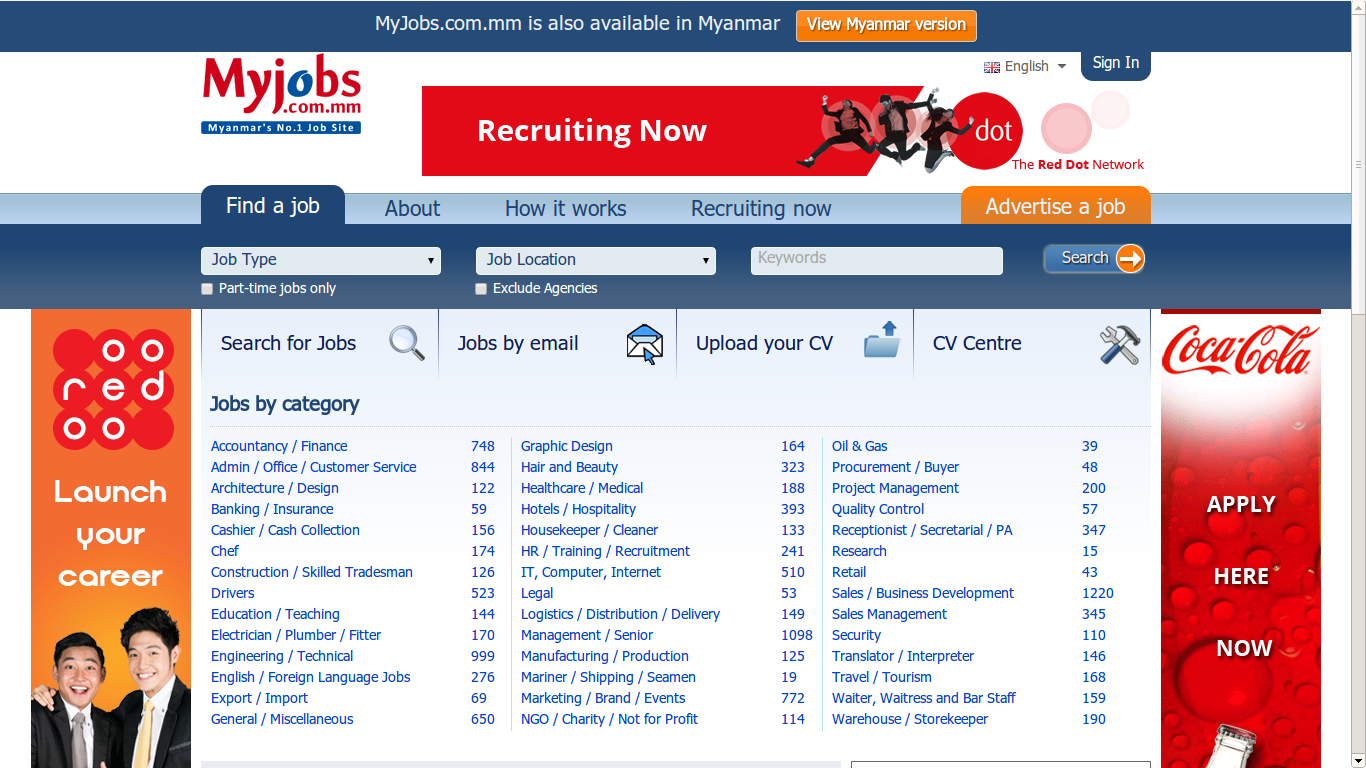 MyJobs.com.mm is also available in Myanmar View Myanmar version
Myjobs
.com.mm
Myanmar's No.1 Job Site
English Sign In
Recruiting Now
dot
The Red Dot Network
Find a job About How it works Recruiting now Advertise a job
Job Type Job Location Keywords Search
Part-time jobs only Exclude Agencies
oo
red
oo
Launch
your
career
Search for Jobs Jobs by email Upload your CV CV Centre
Jobs by category
Accountancy / Finance 748 Graphic Design 164 Oil & Gas 39
Admin / Office / Customer Service 844 Hair and Beauty 323 Procurement / Buyer 48
Architecture / Design 122 Healthcare / Medical 188 Project Management 200
Banking / Insurance 59 Hotels / Hospitality 393 Quality Control 57
Cashier / Cash Collection 156 Housekeeper / Cleaner 133 Receptionist / Secretarial / PA 347
Chef 174 HR / Training / Recruitment 241 Research 15
Construction / Skilled Tradesman 126 IT, Computer, Internet 510 Retail 43
Drivers 523 Legal 53 Sales / Business Development 1220
Education / Teaching 144 Logistics / Distribution / Delivery 149 Sales Management 345
Electrician / Plumber / Fitter 170 Management / Senior 1098 Security 110
Engineering / Technical 999 Manufacturing / Production 125 Translator / Interpreter 146
English / Foreign Language Jobs 276 Mariner / Shipping / Seamen 19 Travel / Tourism 168
Export / Import 69 Marketing / Brand / Events 772 Waiter, Waitress and Bar Staff 159
General / Miscellaneous 650 NGO / Charity / Not for Profit 114 Warehouse / Storekeeper 190
Coca-Cola
APPLY
HERE
NOW